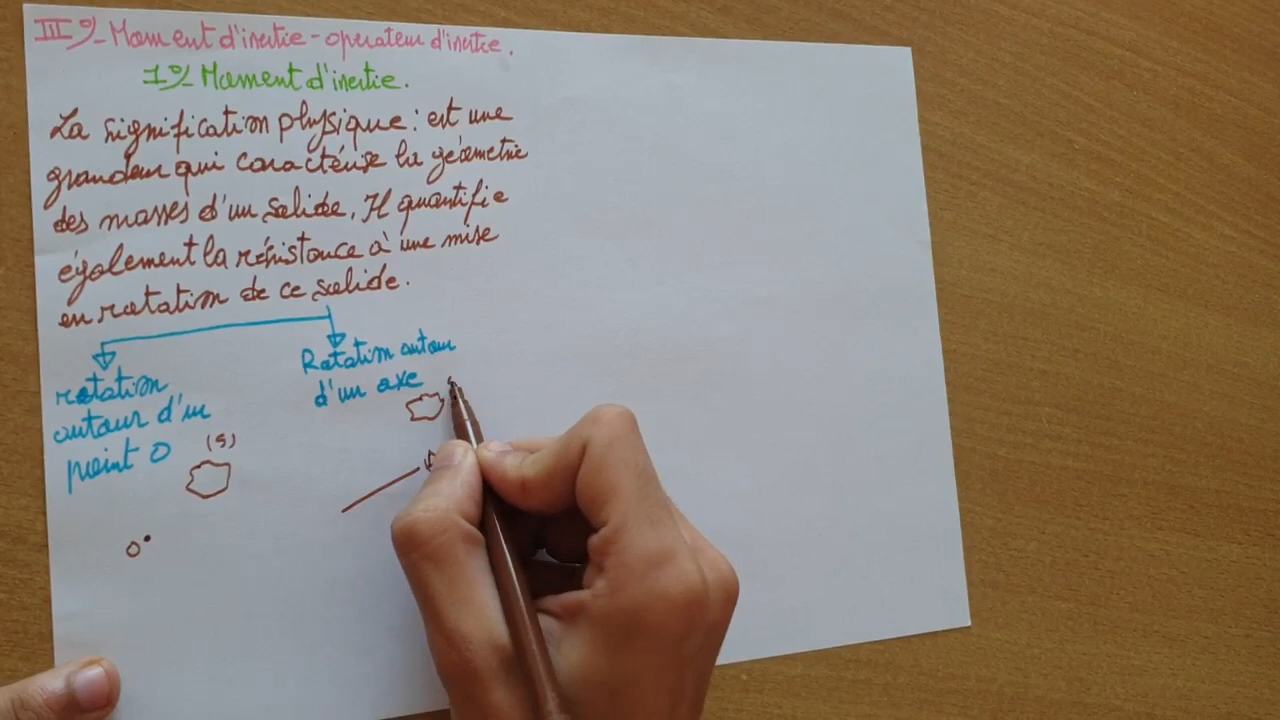 III°/- Moment d'inertie - operateur d'inertie.
1°/- Moment d'inertie.
La signification physique : est une
grandeur qui caractérise la géometrie
des masses d'un solide, Il quantifie
également la résistance à une mise
en rotation de ce solide.
rotation
autour d'un
point O
Rotation autour
d'un axe
(S)
O